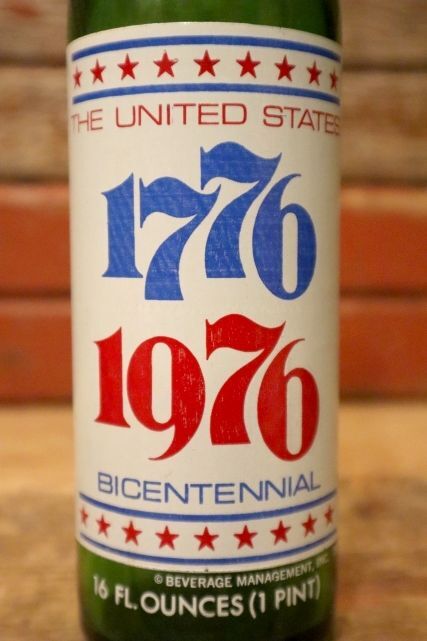 THE UNITED STATES
1776
1976
BICENTENNIAL
© BEVERAGE MANAGEMENT, INC.
16 FL. OUNCES (1 PINT)